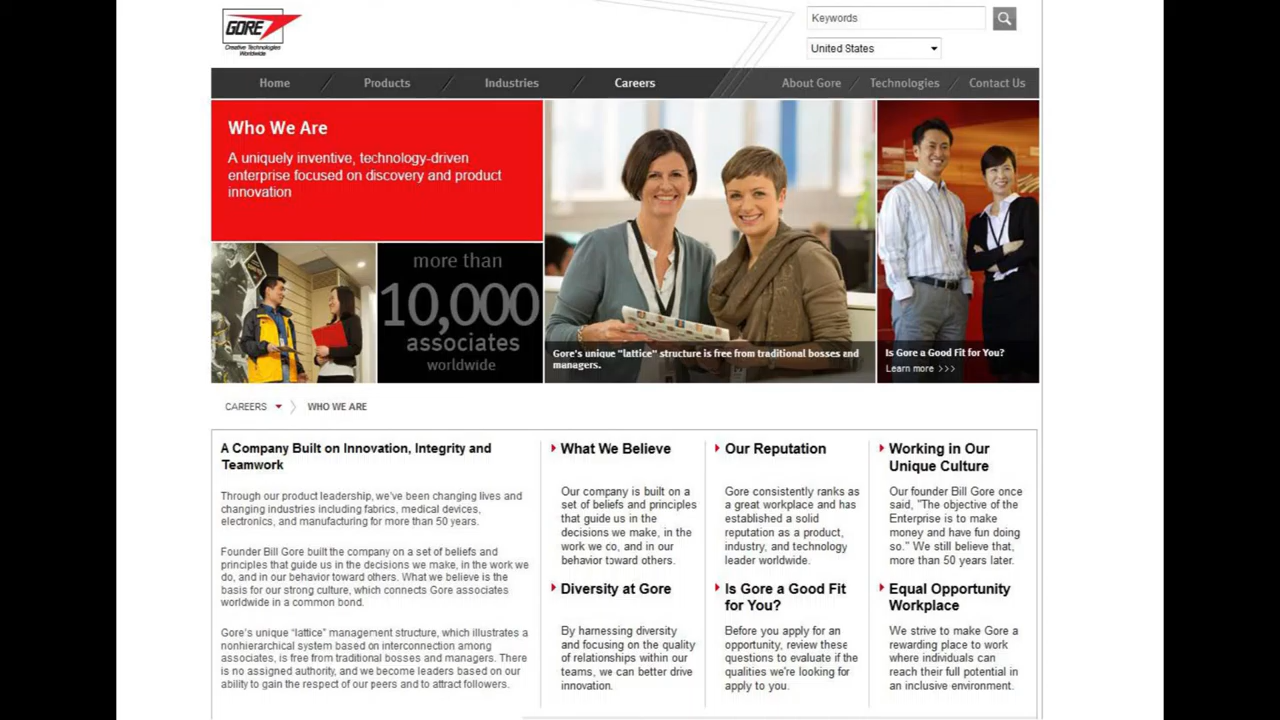 GORE
Creative Technologies
Worldwide
Keywords
United States
Home
Products
Industries
Careers
About Gore
Technologies
Contact Us
Who We Are
A uniquely inventive, technology-driven
enterprise focused on discovery and product
innovation
more than
10,000
associates
worldwide
Gore's unique "lattice" structure is free from traditional bosses and
managers.
Is Gore a Good Fit for You?
Learn more >>>
CAREERS
WHO WE ARE
A Company Built on Innovation, Integrity and
Teamwork
Through our product leadership, we've been changing lives and
changing industries including fabrics, medical devices,
electronics, and manufacturing for more than 50 years.
Founder Bill Gore built the company on a set of beliefs and
principles that guide us in the decisions we make, in the work we
do, and in our behavior toward others. What we believe is the
basis for our strong culture, which connects Gore associates
worldwide in a common bond.
Gore's unique "lattice" management structure, which illustrates a
nonhierarchical system based on interconnection among
associates, is free from traditional bosses and managers. There
is no assigned authority, and we become leaders based on our
ability to gain the respect of our peers and to attract followers.
What We Believe
Our company is built on a
set of beliefs and principles
that guide us in the
decisions we make, in the
work we co, and in our
behavior toward others.
Diversity at Gore
By harnessing diversity
and focusing on the quality
of relationships within our
teams, we can better drive
innovation.
Our Reputation
Gore consistently ranks as
a great workplace and has
established a solid
reputation as a product,
industry, and technology
leader worldwide.
Is Gore a Good Fit
for You?
Before you apply for an
opportunity, review these
questions to evaluate if the
qualities we're looking for
apply to you.
Working in Our
Unique Culture
Our founder Bill Gore once
said, "The objective of the
Enterprise is to make
money and have fun doing
so." We still believe that,
more than 50 years later.
Equal Opportunity
Workplace
We strive to make Gore a
rewarding place to work
where individuals can
reach their full potential in
an inclusive environment.